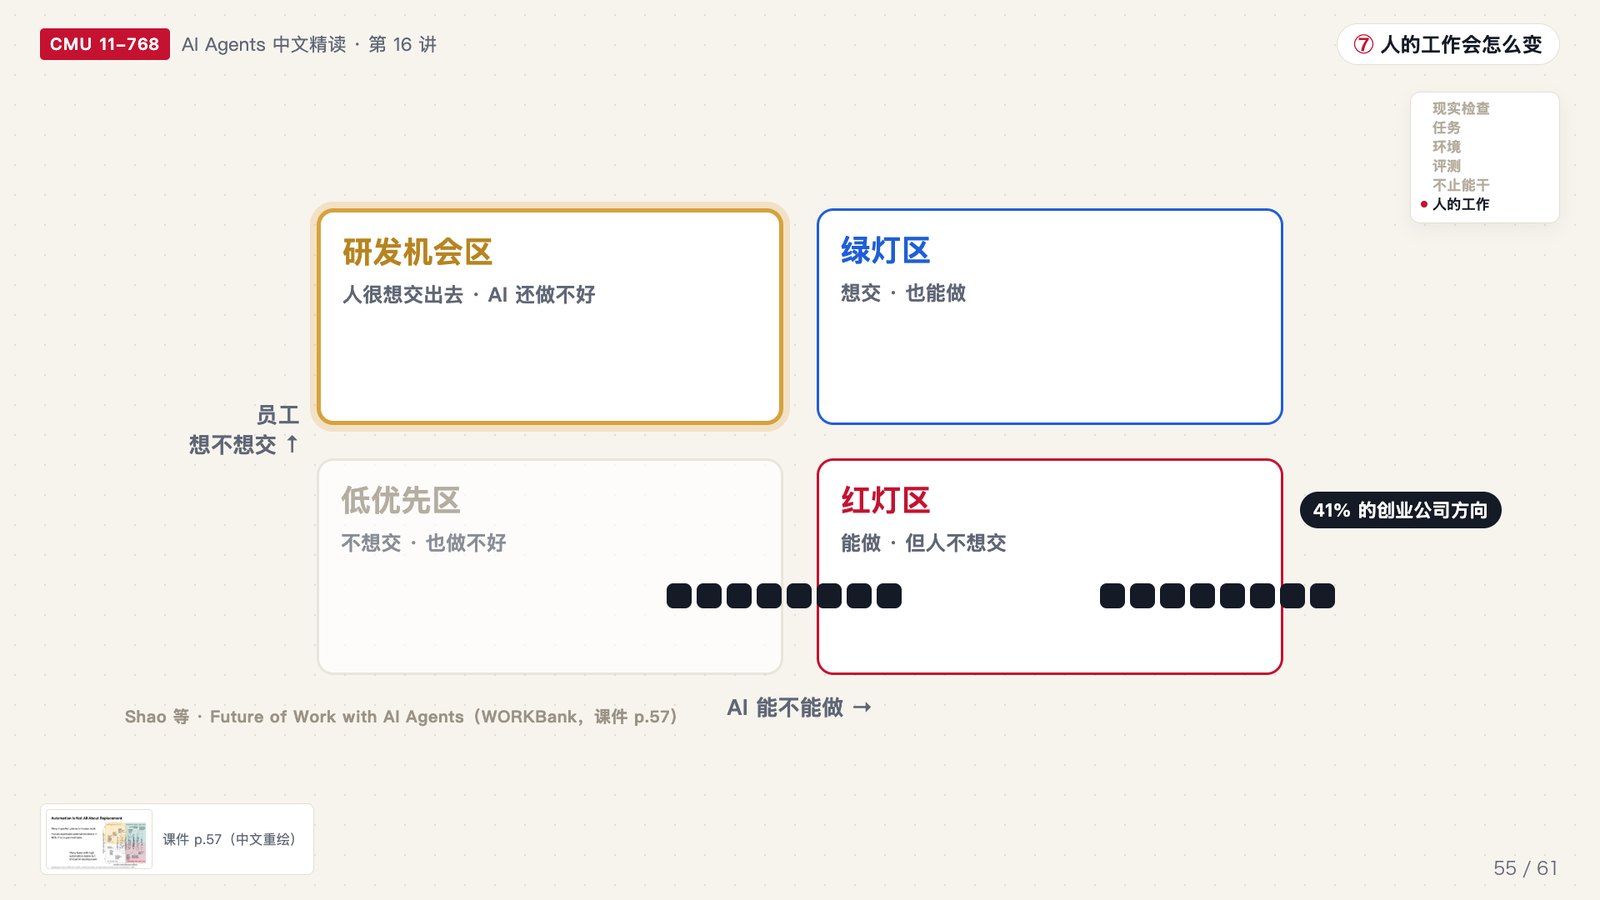 CMU 11-768 AI Agents 中文精读 · 第 16 讲
⑦ 人的工作会怎么变
现实检查
任务
环境
评测
不止能干
人的工作
研发机会区
人很想交出去 · AI 还做不好
绿灯区
想交 · 也能做
员工
想不想交 ↑
低优先区
不想交 · 也做不好
红灯区
能做 · 但人不想交
41% 的创业公司方向
AI 能不能做 →
Shao 等 · Future of Work with AI Agents（WORKBank，课件 p.57）
Automation Is Not All About Replacement
课件 p.57（中文重绘）
55 / 61